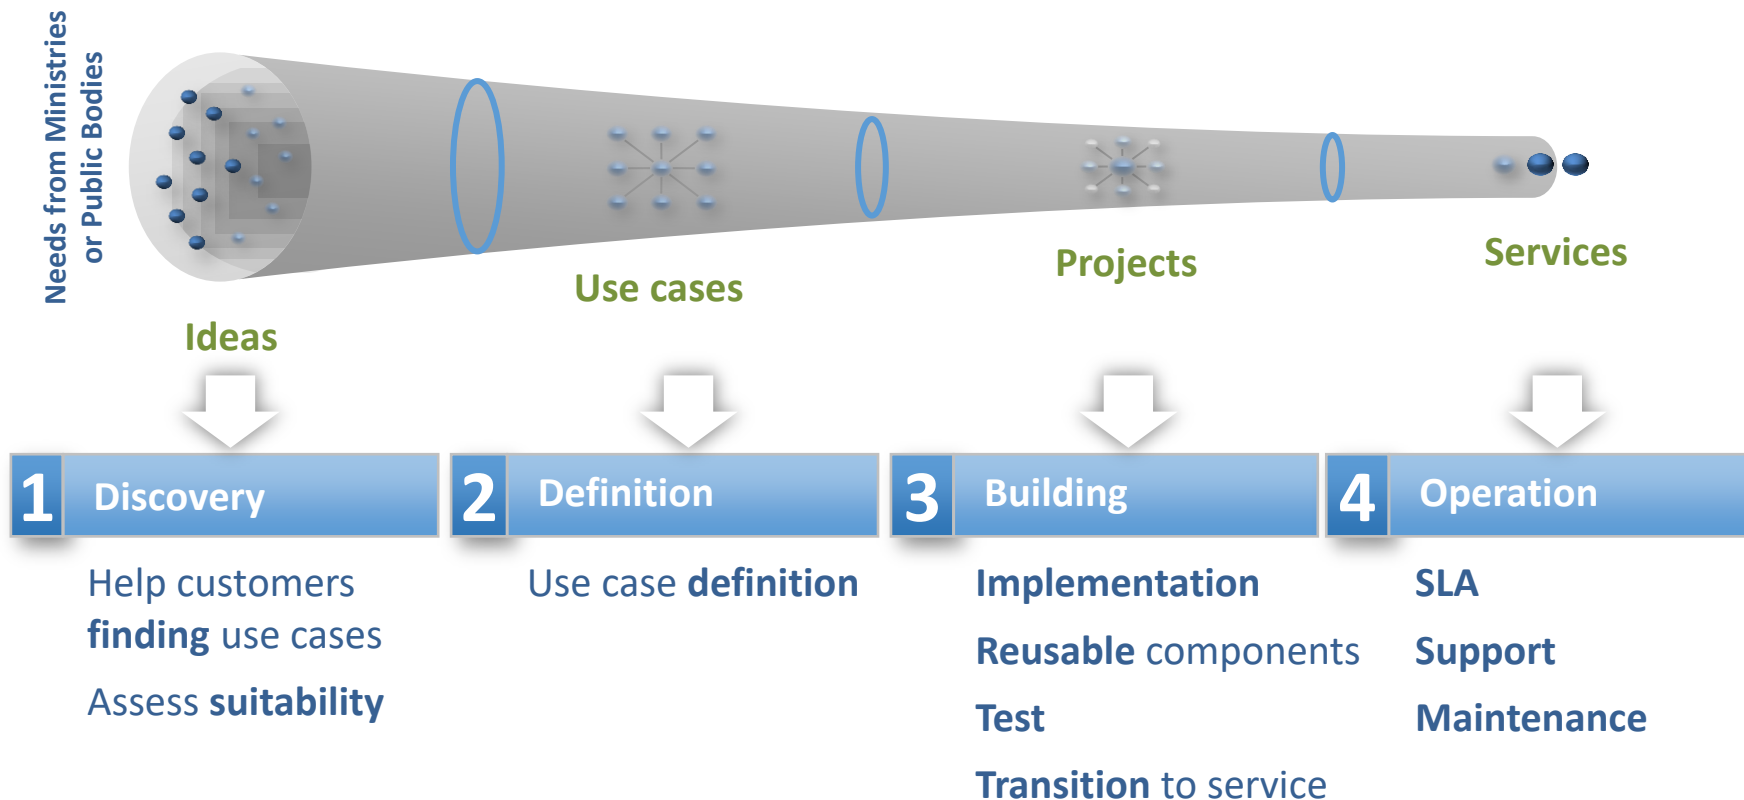 Needs from Ministries
or Public Bodies
Ideas
Use cases
Projects
Services
1 Discovery
Help customers
finding use cases
Assess suitability
2 Definition
Use case definition
3 Building
Implementation
Reusable components
Test
Transition to service
4 Operation
SLA
Support
Maintenance